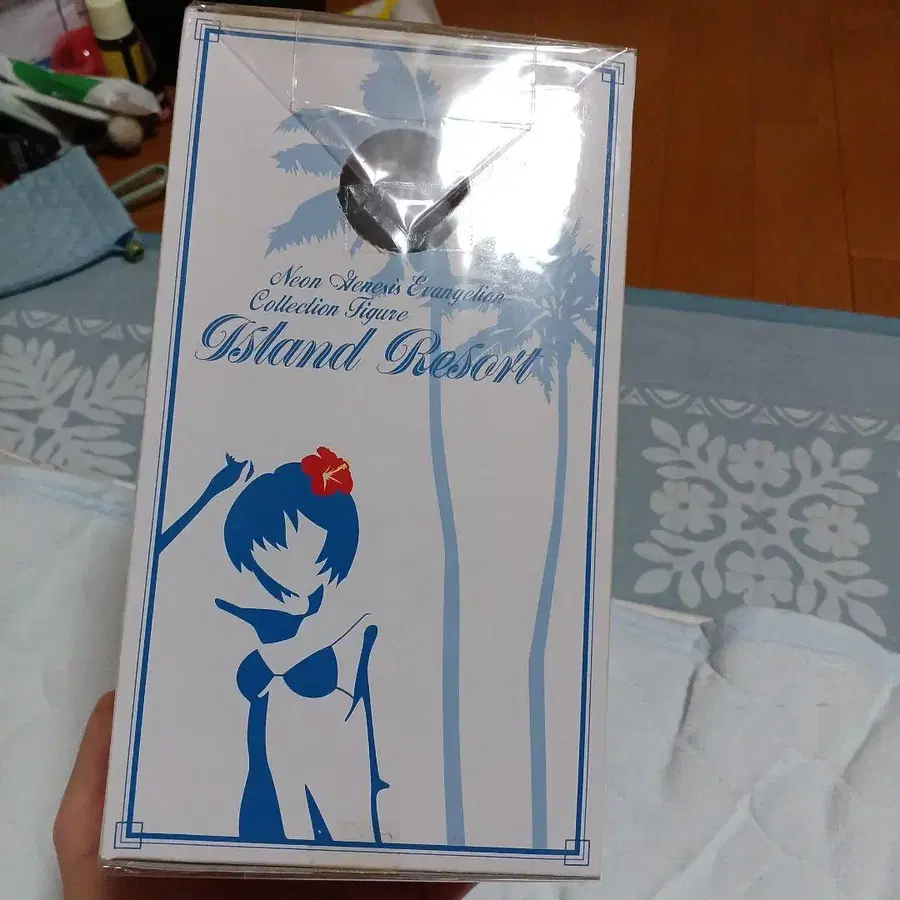 Neon Genesis Evangelion
Collection Figure
Island Resort